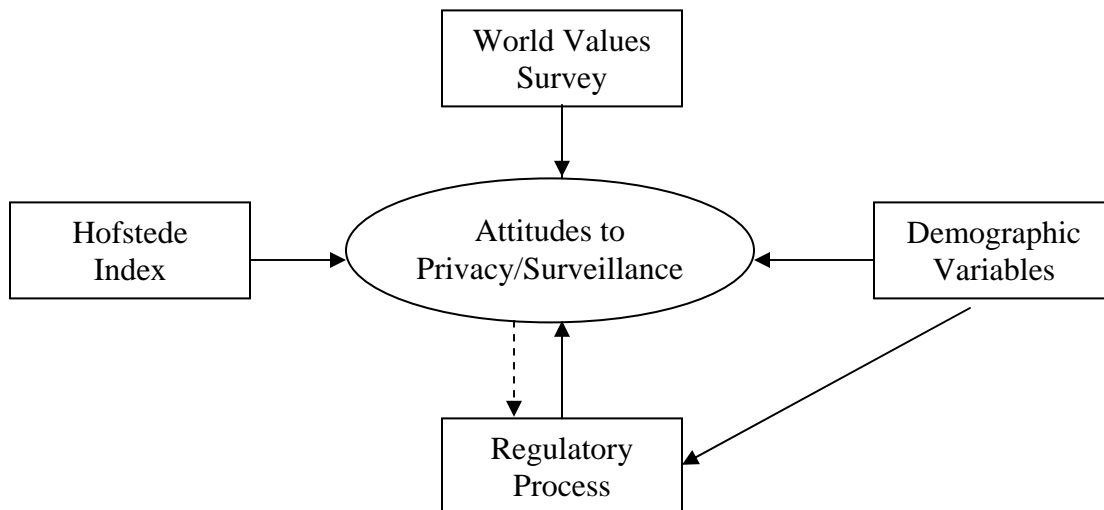 World Values
Survey
Hofstede
Index
Attitudes to
Privacy/Surveillance
Demographic
Variables
Regulatory
Process